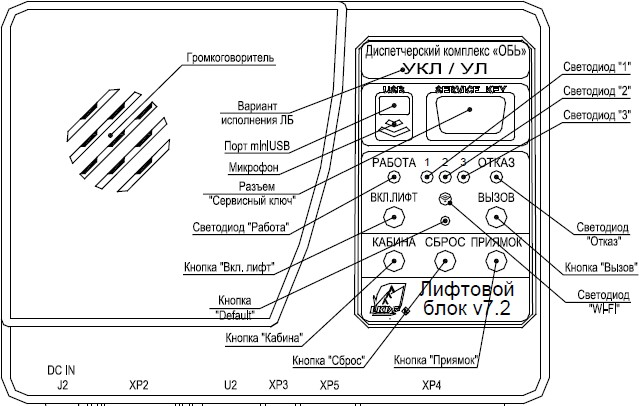 Громкоговоритель
Диспетчерский комплекс «ОБЬ»
УКЛ / УЛ
Светодиод "1"
Светодиод "2"
Светодиод "3"
USB
SERVICE KEY
Вариант
исполнения ЛБ
Порт miniUSB
Микрофон
Разъем
"Сервисный ключ"
Светодиод "Работа"
РАБОТА 1 2 3 ОТКАЗ
ВКЛ.ЛИФТ
ВЫЗОВ
Светодиод
"Отказ"
Кнопка "Вкл. лифт"
КАБИНА СБРОС ПРИЯМОК
Кнопка "Вызов"
Кнопка
"Default"
Светодиод
"Wi-Fi"
Лифтовой
блок v7.2
Кнопка "Кабина"
Кнопка "Сброс"
Кнопка "Приямок"
DC IN
J2 XP2 U2 XP3 XP5 XP4